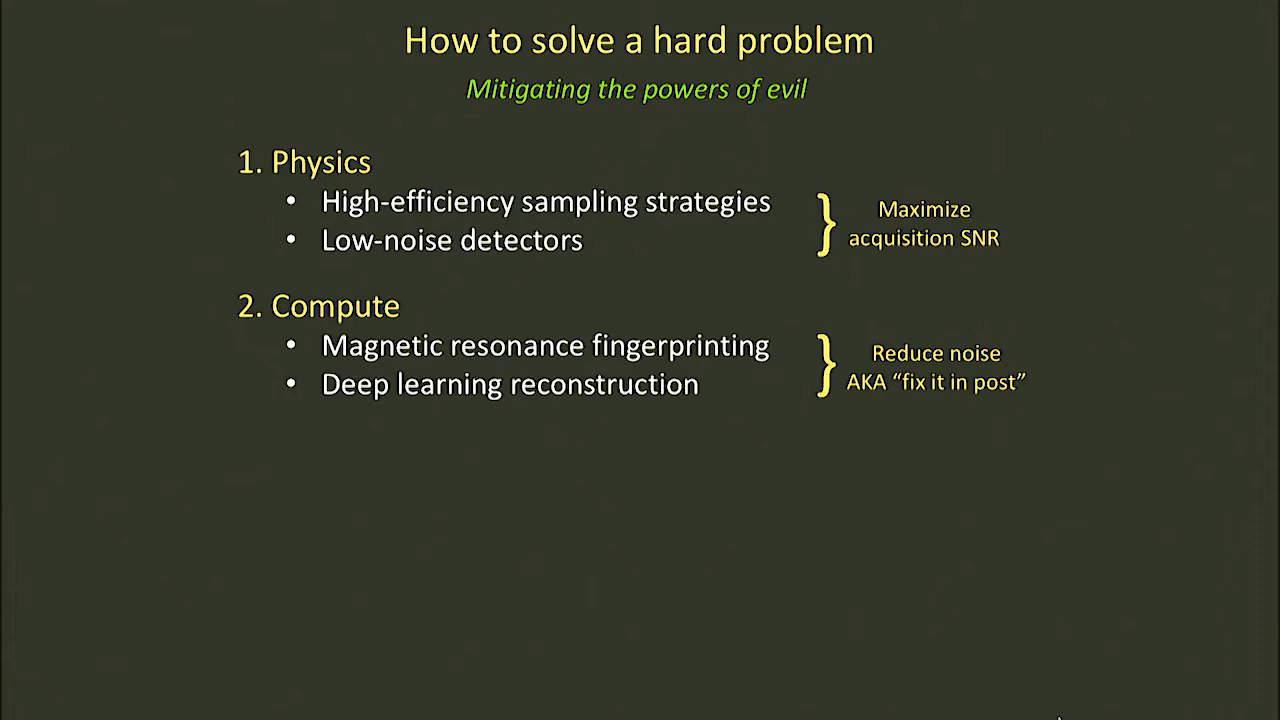 How to solve a hard problem
Mitigating the powers of evil
1. Physics
• High-efficiency sampling strategies
• Low-noise detectors
} Maximize
acquisition SNR
2. Compute
• Magnetic resonance fingerprinting
• Deep learning reconstruction
} Reduce noise
AKA “fix it in post”